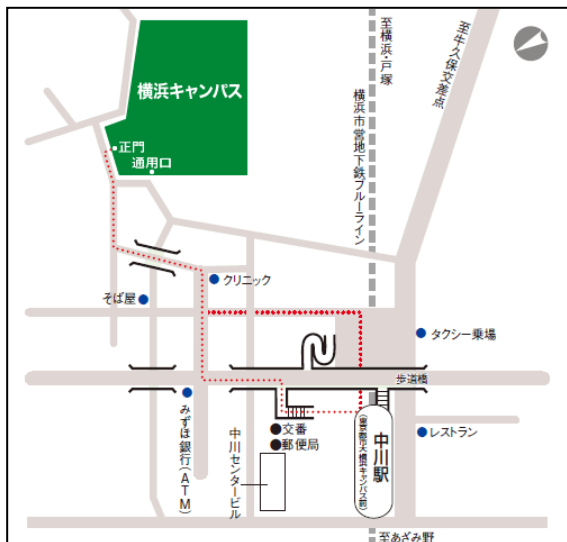 横浜キャンパス
正門
通用口
至横浜・戸塚
横浜市営地下鉄ブルーライン
至牛久保交差点
クリニック
そば屋
タクシー乗場
歩道橋
みずほ銀行(ATM)
交番
郵便局
中川センタービル
中川駅
(東京都市大横浜キャンパス前)
レストラン
至あざみ野